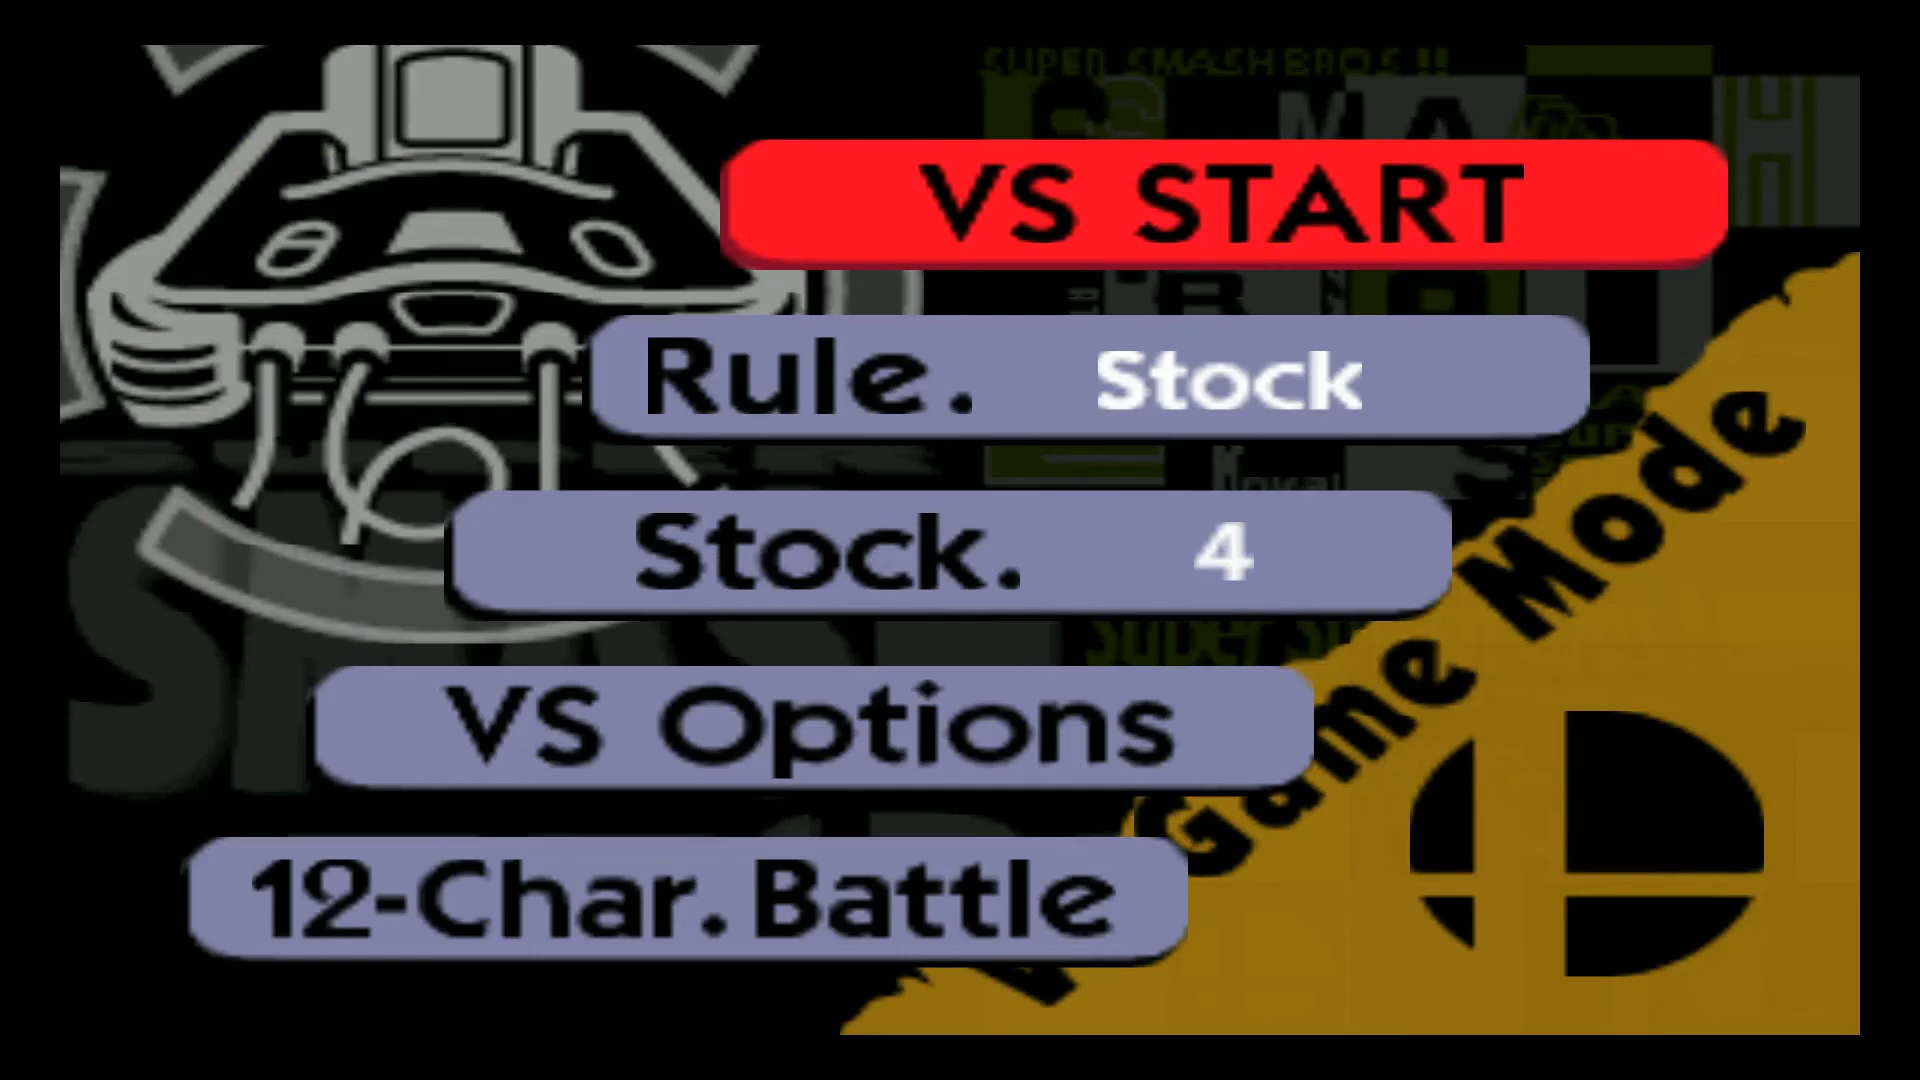 SUPER SMASH BROS.!!
VS START
Rule. Stock
Stock. 4
VS Options
12-Char. Battle
Game Mode